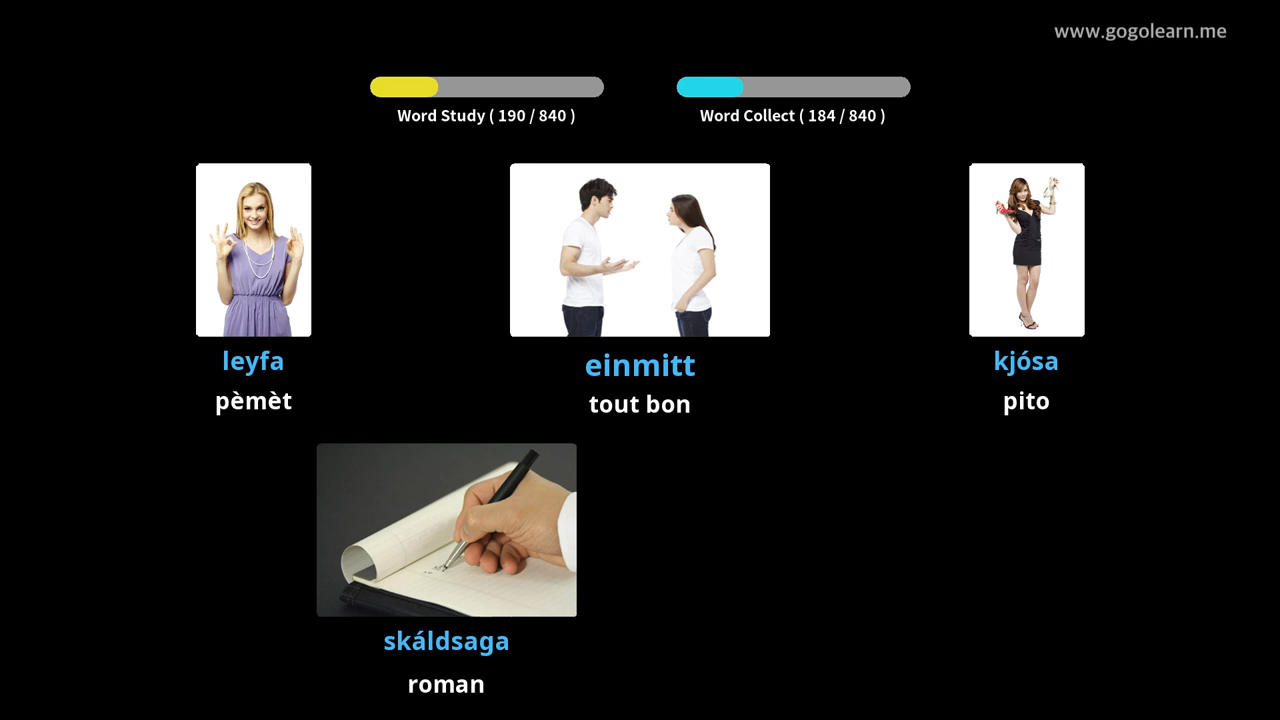 www.gogolearn.me
Word Study ( 190 / 840 )
Word Collect ( 184 / 840 )
leyfa
pèmèt
einmitt
tout bon
kjósa
pito
skáldsaga
roman